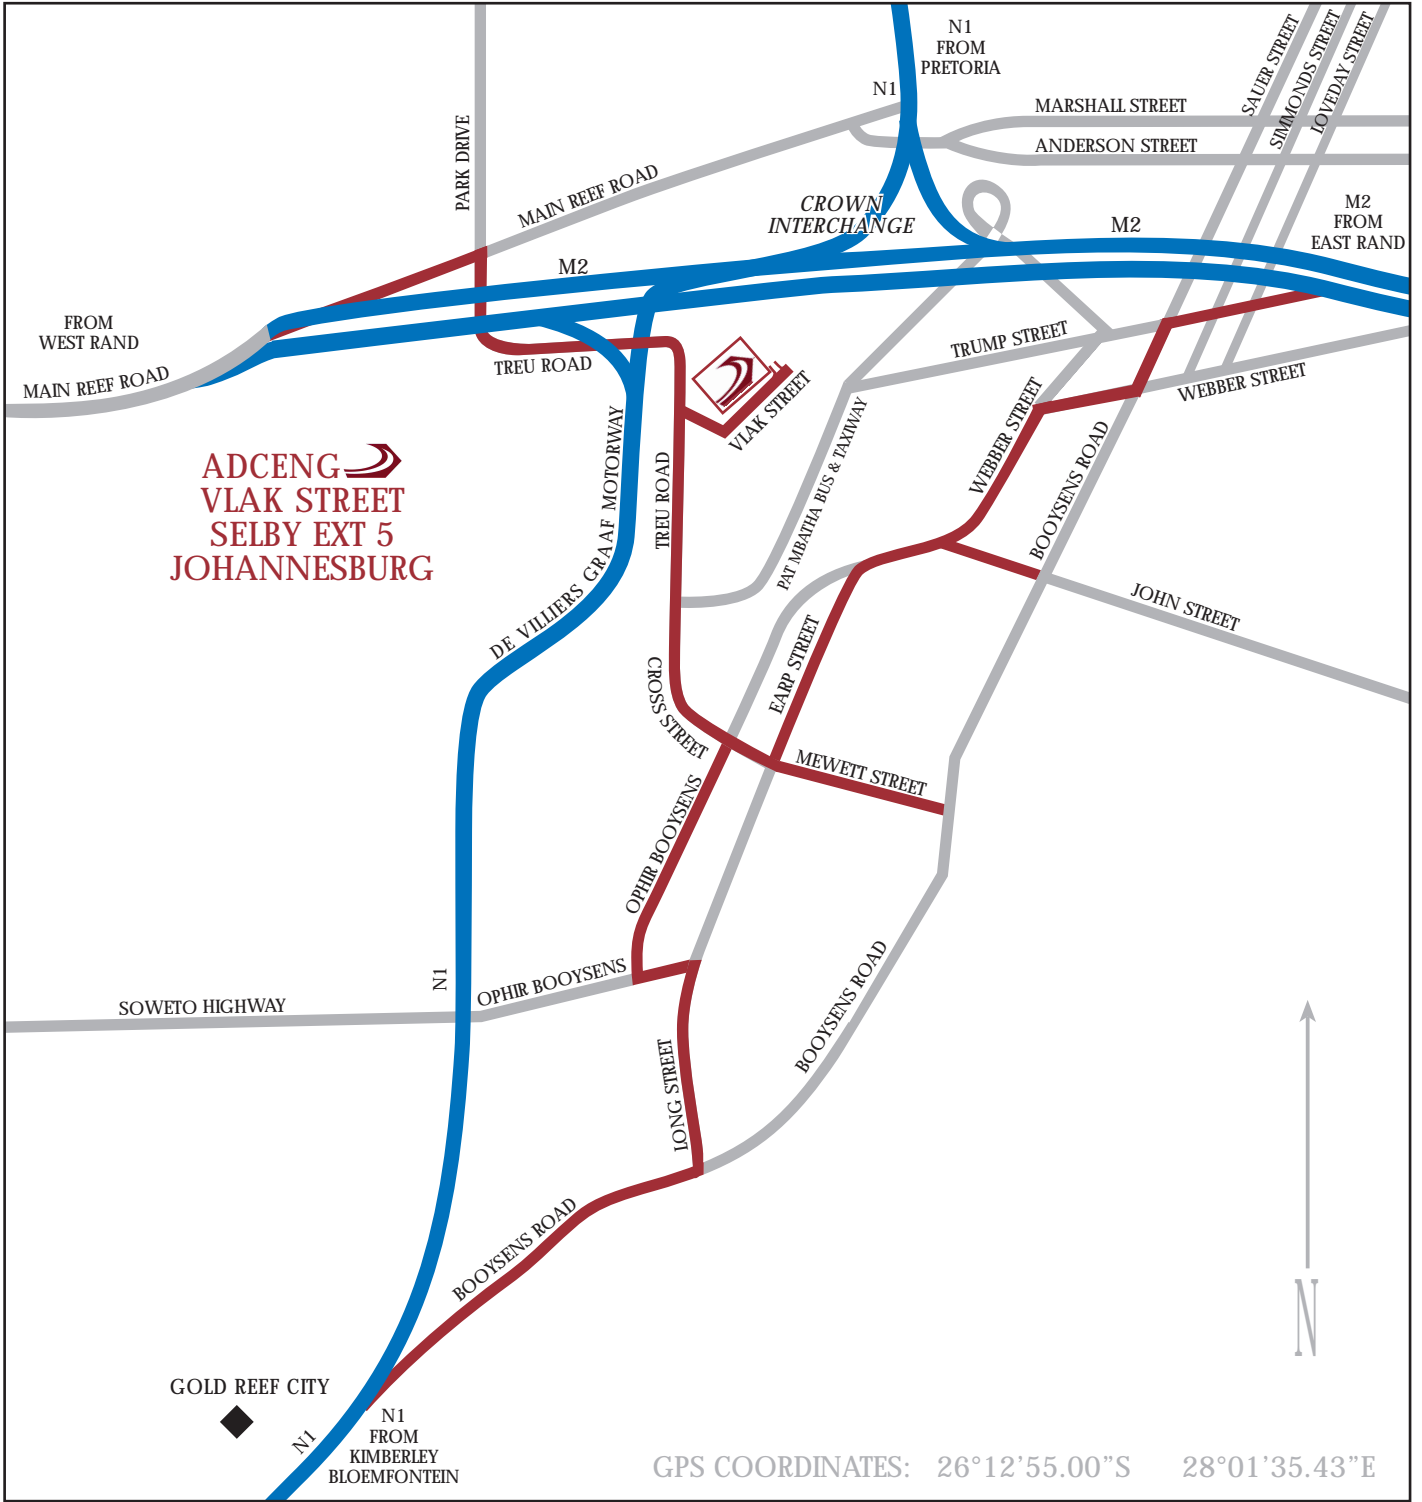 N1
FROM
PRETORIA
N1
SAUER STREET
SIMMONDS STREET
LOVEDAY STREET
MARSHALL STREET
ANDERSON STREET
PARK DRIVE
MAIN REEF ROAD
CROWN
INTERCHANGE
M2
M2
FROM
EAST RAND
M2
FROM
WEST RAND
MAIN REEF ROAD
TREU ROAD
TRUMP STREET
VLAK STREET
WEBBER STREET
WEBBER STREET
PAT MBATHA BUS & TAXIWAY
BOOYSENS ROAD
ADCENG
VLAK STREET
SELBY EXT 5
JOHANNESBURG
DE VILLIERS GRAAF MOTORWAY
TREU ROAD
JOHN STREET
EARP STREET
CROSS STREET
MEWETT STREET
OPHIR BOOYSENS
N1
OPHIR BOOYSENS
SOWETO HIGHWAY
BOOYSENS ROAD
LONG STREET
BOOYSENS ROAD
N
GOLD REEF CITY
N1
N1
FROM
KIMBERLEY
BLOEMFONTEIN
GPS COORDINATES: 26°12’55.00”S 28°01’35.43”E